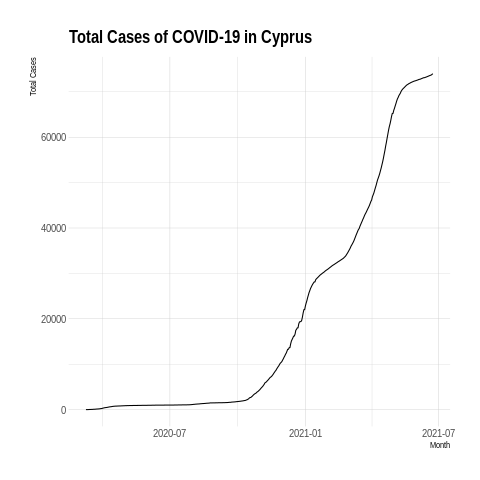 Total Cases of COVID-19 in Cyprus
Total Cases
60000
40000
20000
0
2020-07
2021-01
2021-07
Month